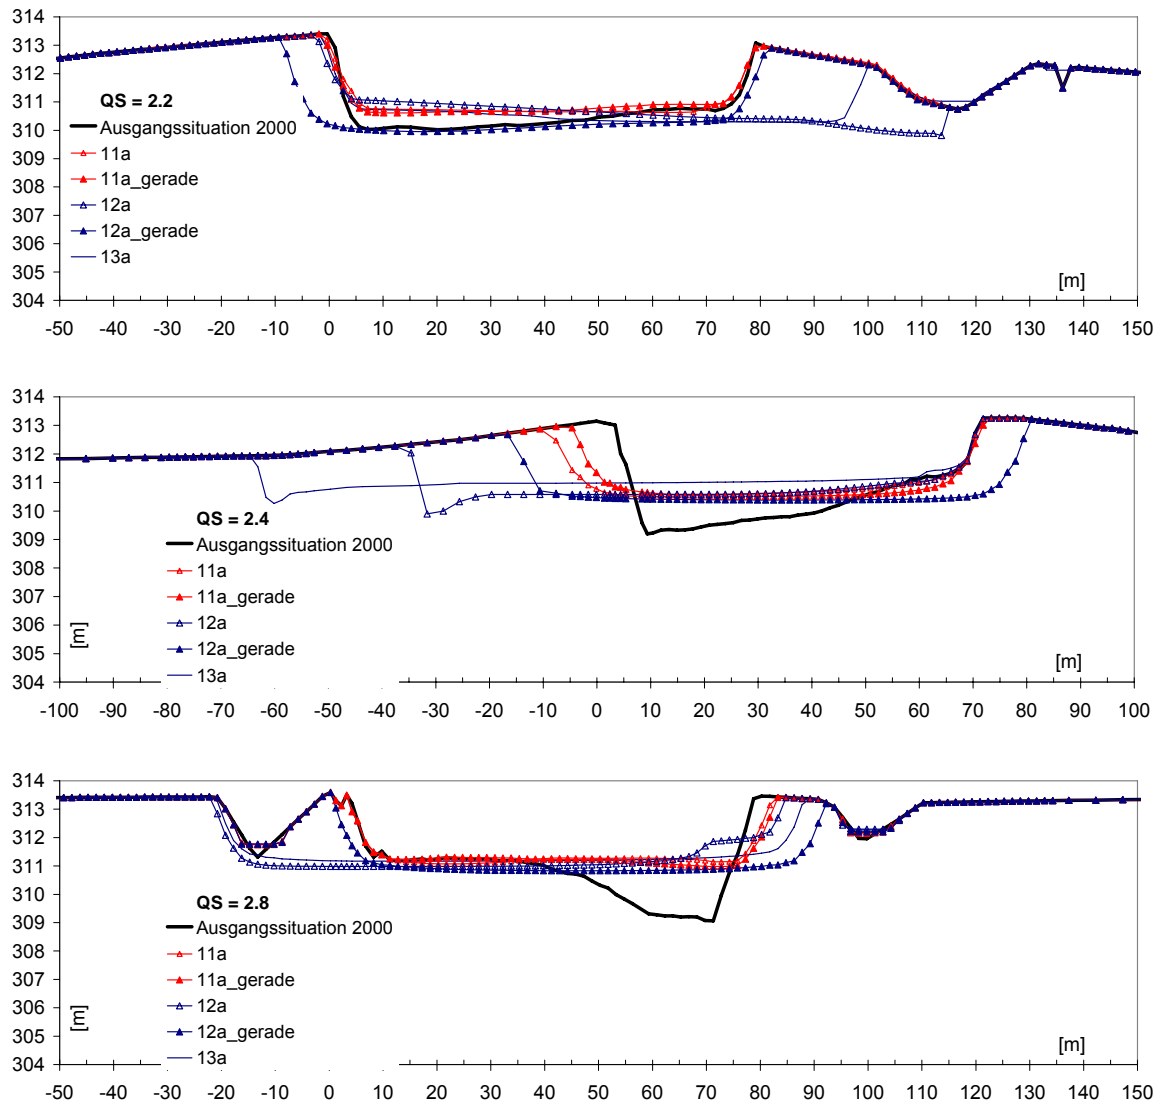 314
313
312
311
310
309
308
307
306
305
304
QS = 2.2
Ausgangssituation 2000
11a
11a_gerade
12a
12a_gerade
13a
[m]
-50 -40 -30 -20 -10 0 10 20 30 40 50 60 70 80 90 100 110 120 130 140 150
314
313
312
311
310
309
308
307
306
305
304
QS = 2.4
Ausgangssituation 2000
11a
11a_gerade
12a
12a_gerade
13a
[m]
[m]
-100 -90 -80 -70 -60 -50 -40 -30 -20 -10 0 10 20 30 40 50 60 70 80 90 100
314
313
312
311
310
309
308
307
306
305
304
QS = 2.8
Ausgangssituation 2000
11a
11a_gerade
12a
12a_gerade
13a
[m]
[m]
-50 -40 -30 -20 -10 0 10 20 30 40 50 60 70 80 90 100 110 120 130 140 150